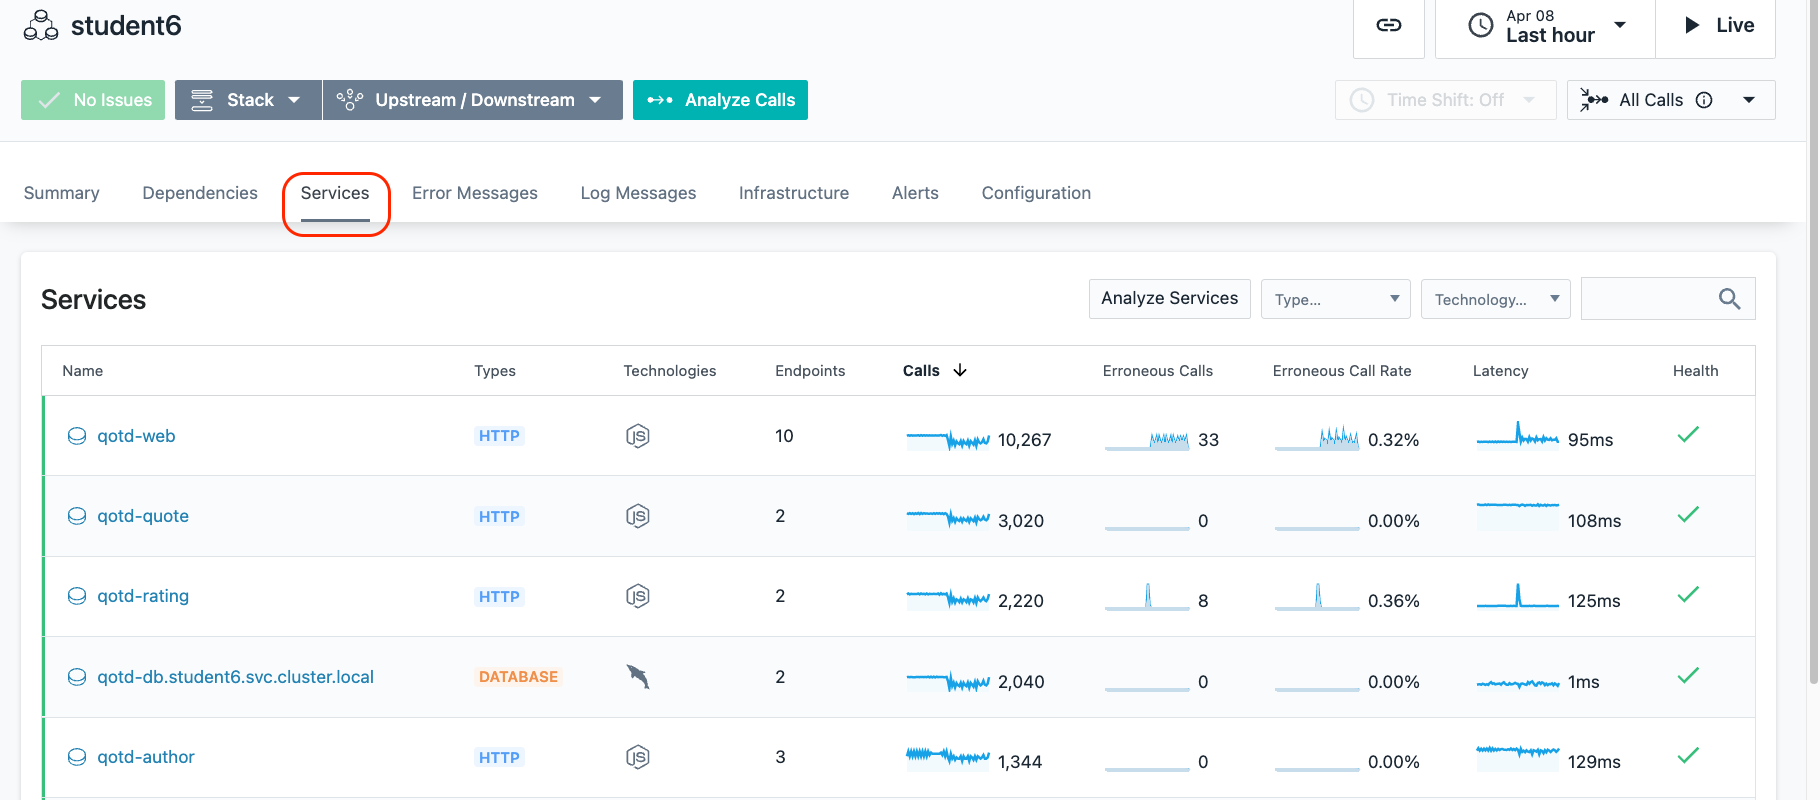 student6
Apr 08
Last hour
Live
No Issues
Stack
Upstream / Downstream
Analyze Calls
Time Shift: Off
All Calls
Summary Dependencies Services Error Messages Log Messages Infrastructure Alerts Configuration
Services
Analyze Services
Type...
Technology...
Name Types Technologies Endpoints Calls Erroneous Calls Erroneous Call Rate Latency Health
qotd-web HTTP JS 10 10,267 33 0.32% 95ms
qotd-quote HTTP JS 2 3,020 0 0.00% 108ms
qotd-rating HTTP JS 2 2,220 8 0.36% 125ms
qotd-db.student6.svc.cluster.local DATABASE 2 2,040 0 0.00% 1ms
qotd-author HTTP JS 3 1,344 0 0.00% 129ms